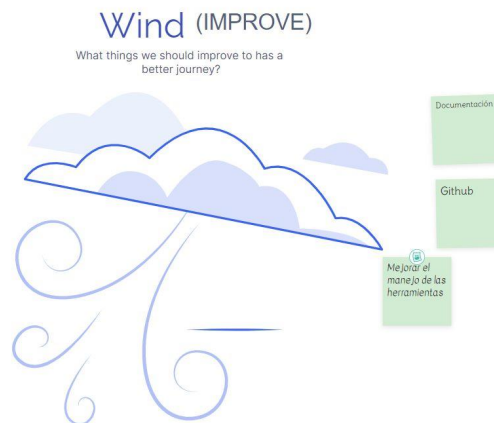 Wind (IMPROVE)
What things we should improve to has a
better journey?
Documentación
Github
Mejorar el
manejo de las
herramientas